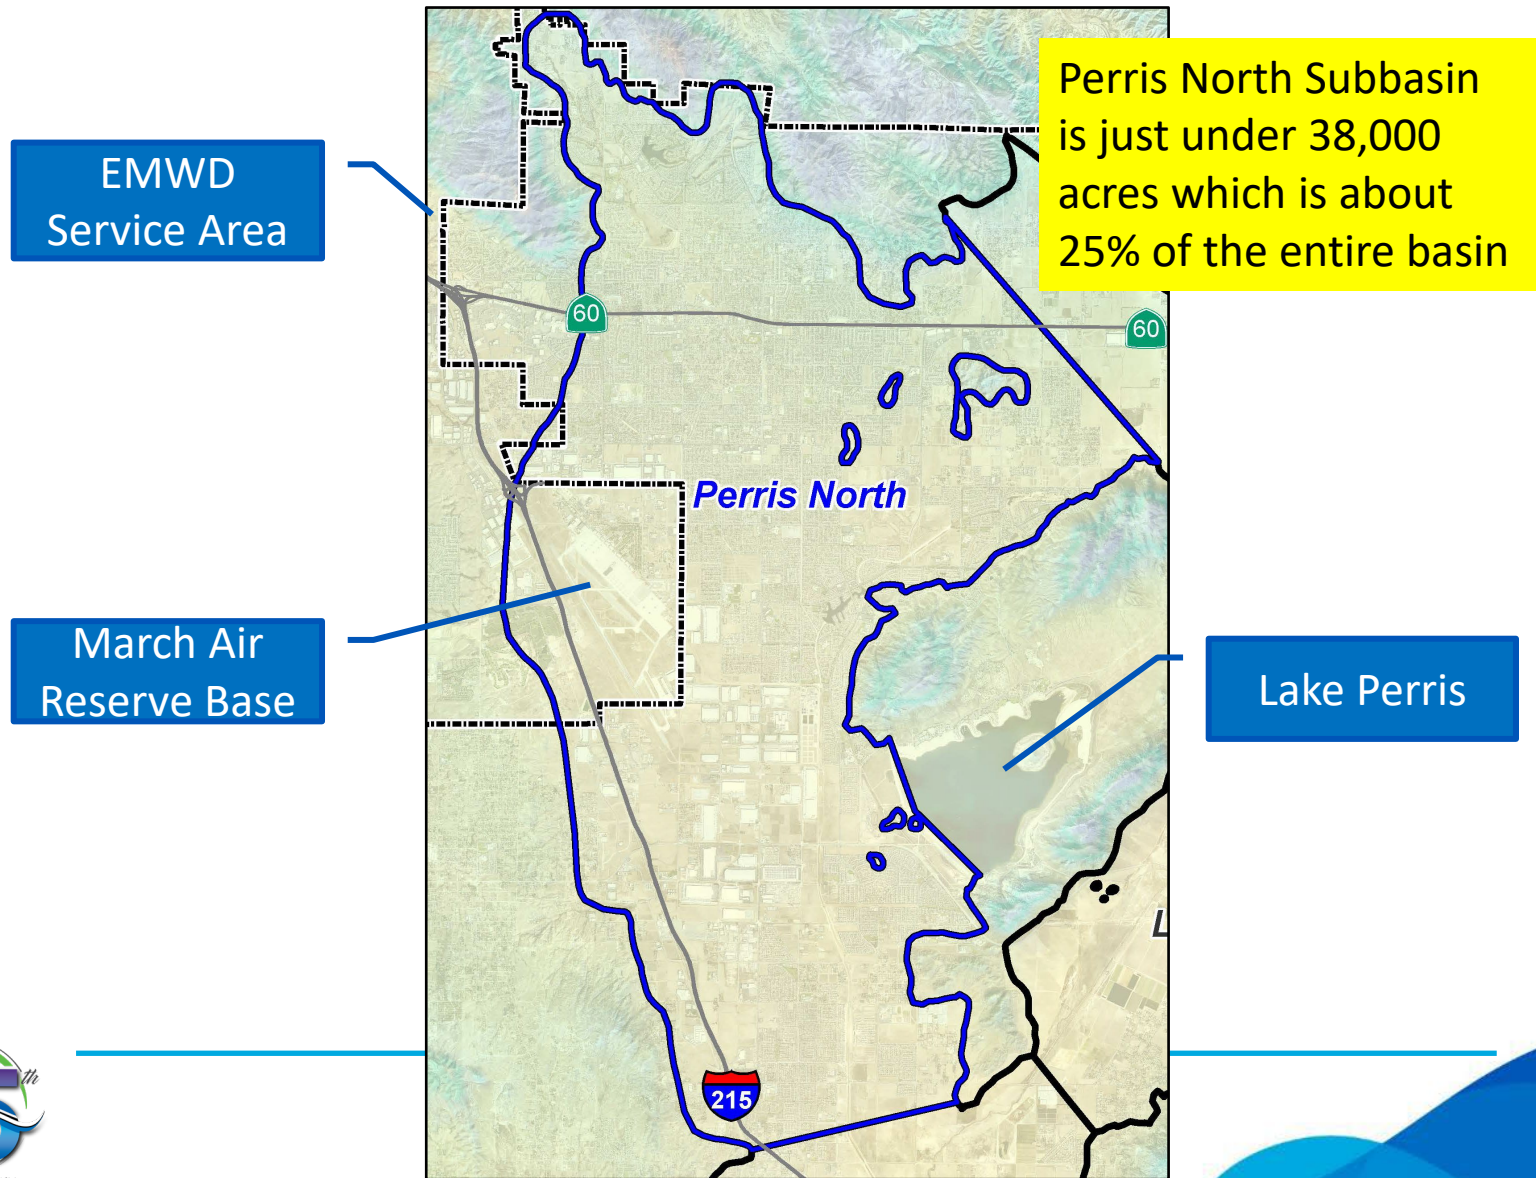 Perris North Subbasin
is just under 38,000
acres which is about
25% of the entire basin
EMWD
Service Area
60
60
Perris North
March Air
Reserve Base
Lake Perris
L
215
th